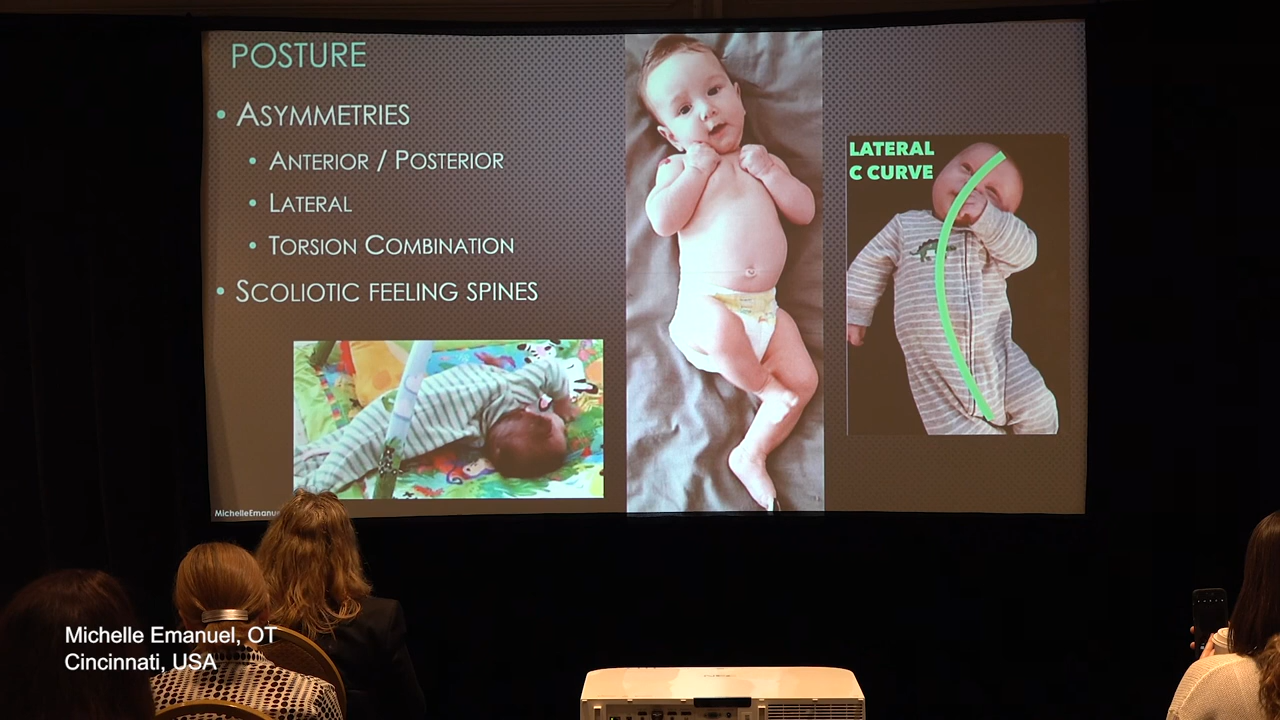 POSTURE
• ASYMMETRIES
• ANTERIOR / POSTERIOR
• LATERAL
• TORSION COMBINATION
• SCOLIOTIC FEELING SPINES
LATERAL
C CURVE
Michelle Emanuel, OT
Cincinnati, USA